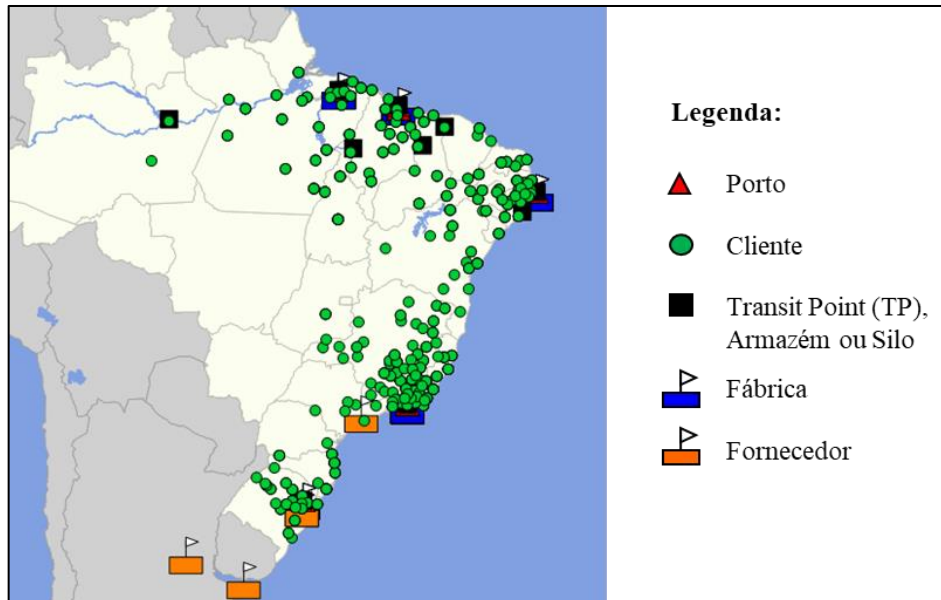 Legenda:
Porto
Cliente
Transit Point (TP),
Armazém ou Silo
Fábrica
Fornecedor